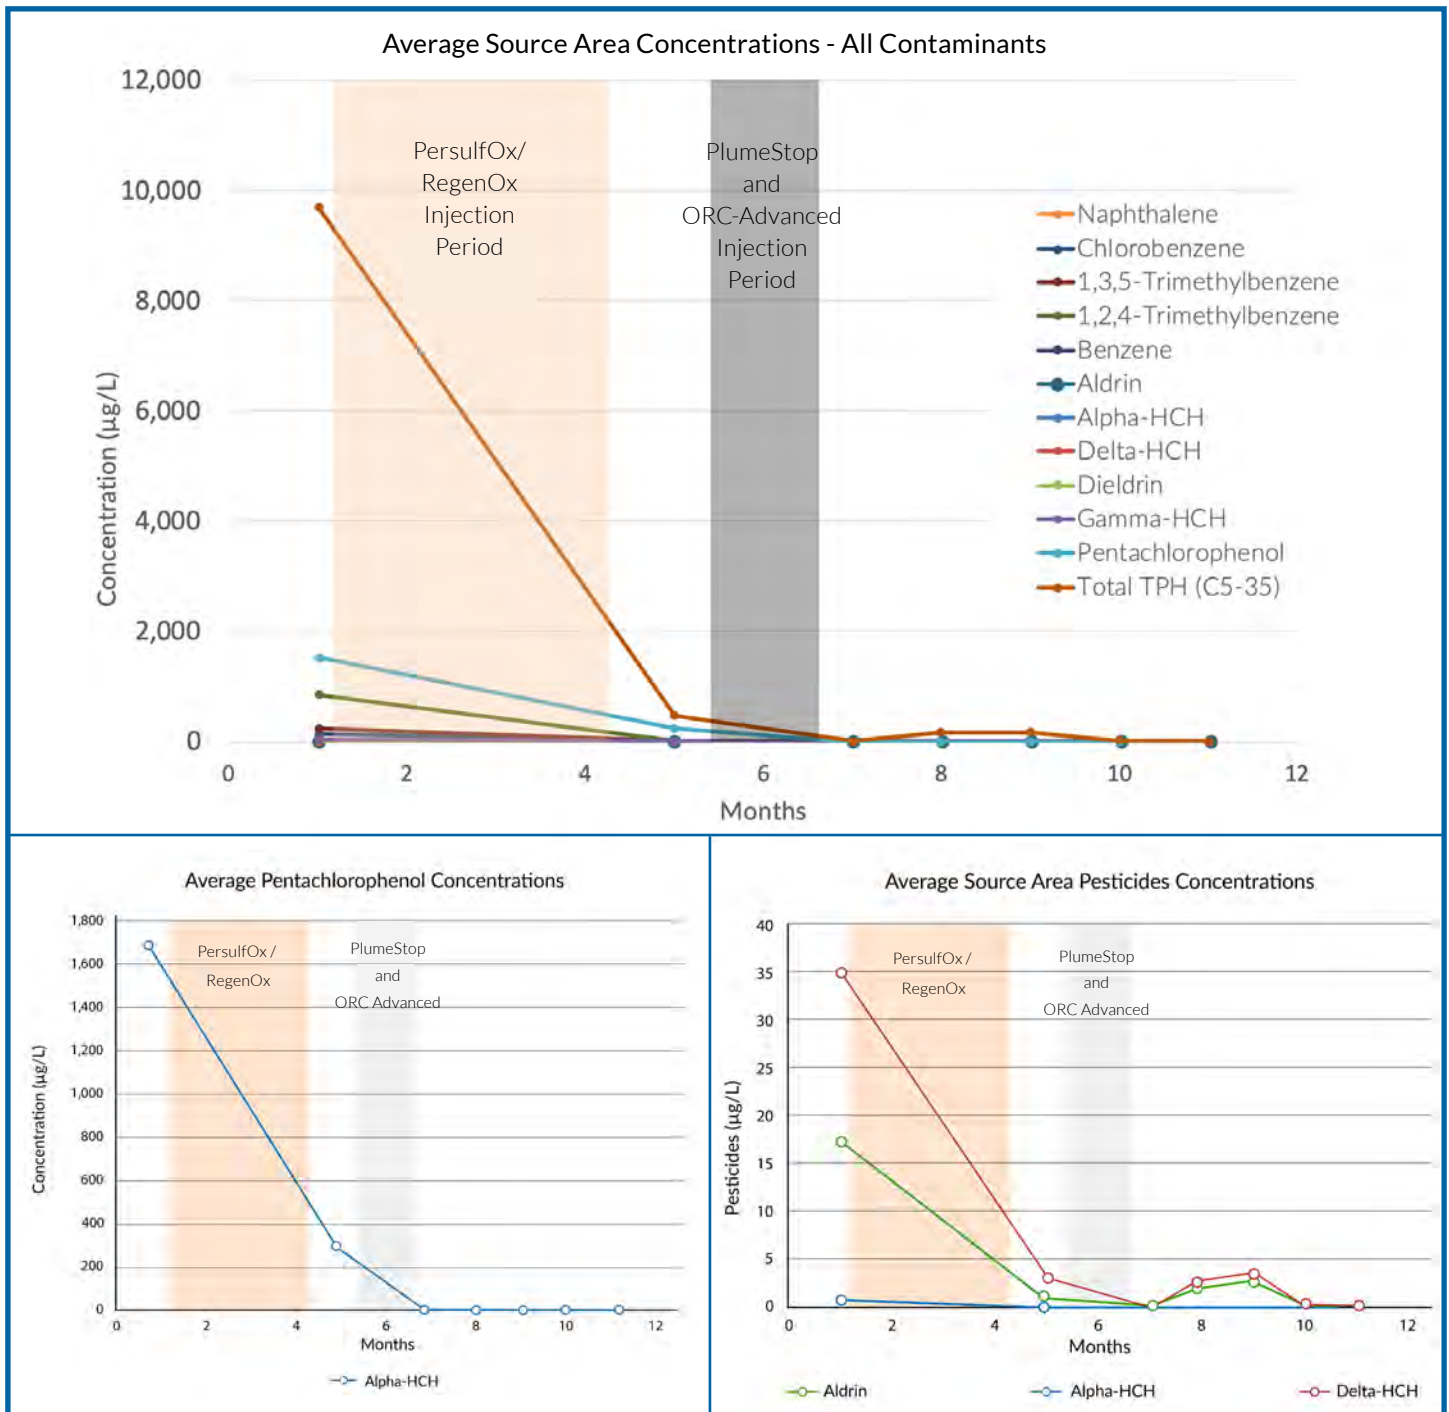 Average Source Area Concentrations - All Contaminants
12,000
10,000
8,000
6,000
4,000
2,000
0
Concentration (µg/L)
PersulfOx/
RegenOx
Injection
Period
PlumeStop
and
ORC-Advanced
Injection
Period
Naphthalene
Chlorobenzene
1,3,5-Trimethylbenzene
1,2,4-Trimethylbenzene
Benzene
Aldrin
Alpha-HCH
Delta-HCH
Dieldrin
Gamma-HCH
Pentachlorophenol
Total TPH (C5-35)
0 2 4 6 8 10 12
Months
Average Pentachlorophenol Concentrations
1,800
1,600
1,400
1,200
1,000
800
600
400
200
0
Concentration (µg/L)
PersulfOx /
RegenOx
PlumeStop
and
ORC Advanced
0 2 4 6 8 10 12
Months
Alpha-HCH
Average Source Area Pesticides Concentrations
40
35
30
25
20
15
10
5
0
Pesticides (µg/L)
PersulfOx /
RegenOx
PlumeStop
and
ORC Advanced
0 2 4 6 8 10 12
Months
Aldrin Alpha-HCH Delta-HCH